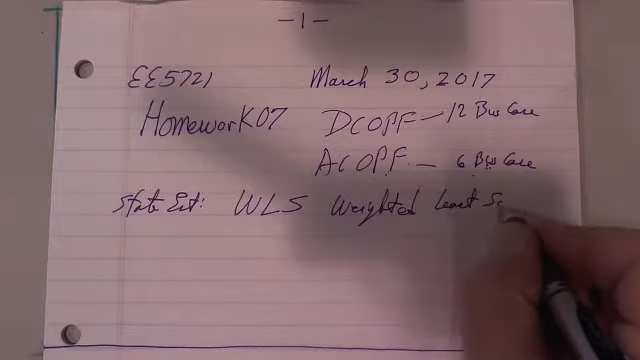 -1-
EE5721 March 30, 2017
Homework07 DCOPF - 12 Bus Case
ACOPF - 6 Bus Case
State Est: WLS Weighted Least S